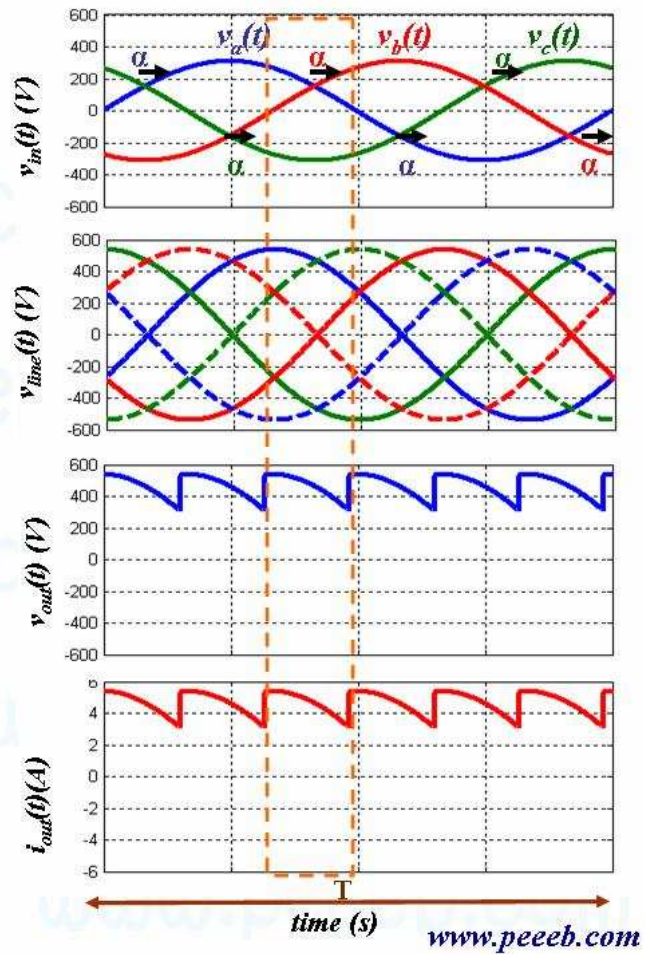 600
400
200
0
-200
-400
-600
v_in(t) (V)
v_a(t)
v_b(t)
v_c(t)
α
α
α
α
α
α
600
400
200
0
-200
-400
-600
v_line(t) (V)
600
400
200
0
-200
-400
-600
v_out(t) (V)
6
4
2
0
-2
-4
-6
i_out(t)(A)
T
time (s)
www.peeeb.com